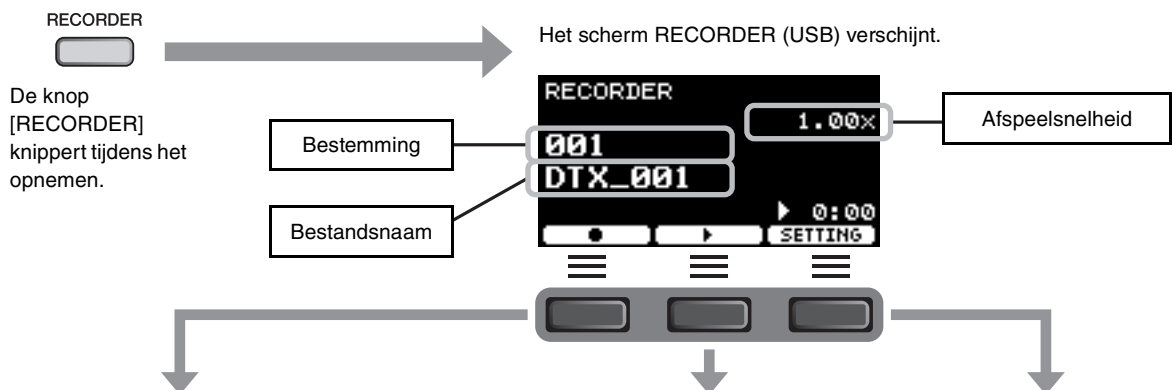 RECORDER
Het scherm RECORDER (USB) verschijnt.
De knop
[RECORDER]
knippert tijdens het
opnemen.
Bestemming
Bestandsnaam
RECORDER
1.00×
001
DTX_001
0:00
SETTING
Afspeelsnelheid